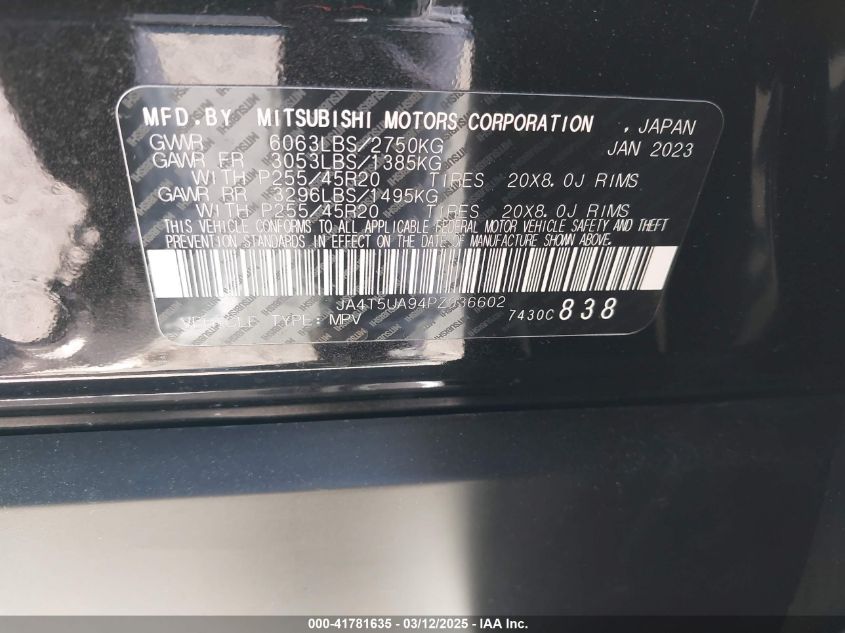 MFD.BY MITSUBISHI MOTORS CORPORATION , JAPAN
GVWR 6063LBS/2750KG JAN 2023
GAWR FR 3053LBS/1385KG
WITH P255/45R20 TIRES 20X8.0J RIMS
GAWR RR 3296LBS/1495KG
WITH P255/45R20 TIRES 20X8.0J RIMS
THIS VEHICLE CONFORMS TO ALL APPLICABLE FEDERAL MOTOR VEHICLE SAFETY AND THEFT
PREVENTION STANDARDS IN EFFECT ON THE DATE OF MANUFACTURE SHOWN ABOVE.
JA4T5UA94PZ036602
VEHICLE TYPE: MPV 7430C 838
000-41781635 - 03/12/2025 - IAA Inc.